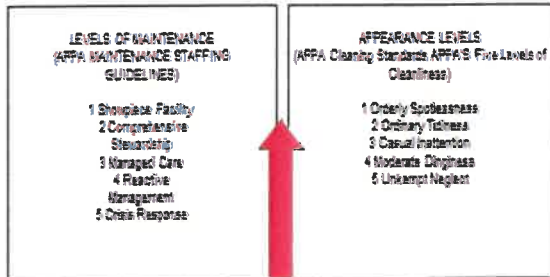 LEVELS OF MAINTENANCE
(APPA MAINTENANCE STAFFING
GUIDELINES)
1 Showpiece Facility
2 Comprehensive
Stewardship
3 Managed Care
4 Reactive
Management
5 Crisis Response
APPEARANCE LEVELS
(APPA Cleaning Standards APPA'S Five Levels of
Cleanliness)
1 Orderly Spotlessness
2 Ordinary Tidiness
3 Casual Inattention
4 Moderate Dinginess
5 Unkempt Neglect